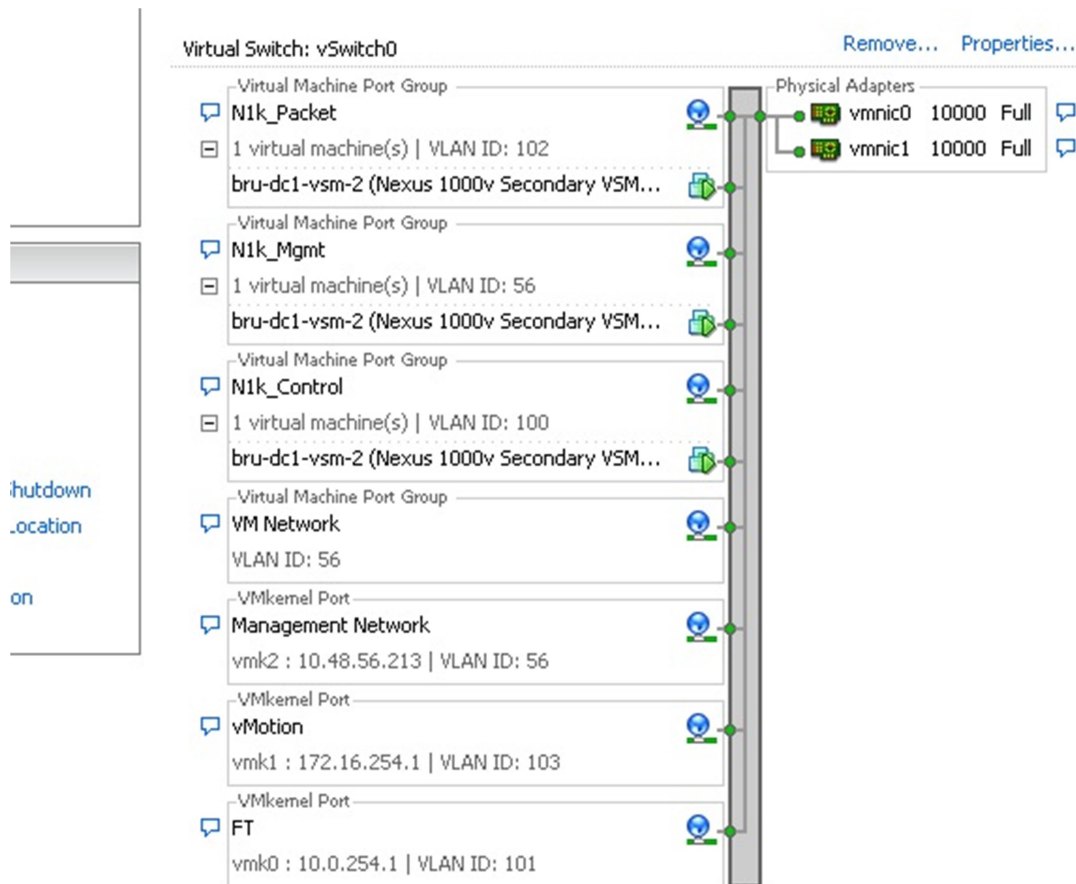 Virtual Switch: vSwitch0
Remove... Properties...
Virtual Machine Port Group
N1k_Packet
1 virtual machine(s) | VLAN ID: 102
bru-dc1-vsm-2 (Nexus 1000v Secondary VSM...
Physical Adapters
vmnic0 10000 Full
vmnic1 10000 Full
Virtual Machine Port Group
N1k_Mgmt
1 virtual machine(s) | VLAN ID: 56
bru-dc1-vsm-2 (Nexus 1000v Secondary VSM...
Virtual Machine Port Group
N1k_Control
1 virtual machine(s) | VLAN ID: 100
bru-dc1-vsm-2 (Nexus 1000v Secondary VSM...
Virtual Machine Port Group
VM Network
VLAN ID: 56
VMkernel Port
Management Network
vmk2 : 10.48.56.213 | VLAN ID: 56
VMkernel Port
vMotion
vmk1 : 172.16.254.1 | VLAN ID: 103
VMkernel Port
FT
vmk0 : 10.0.254.1 | VLAN ID: 101
hutdown
ocation
on